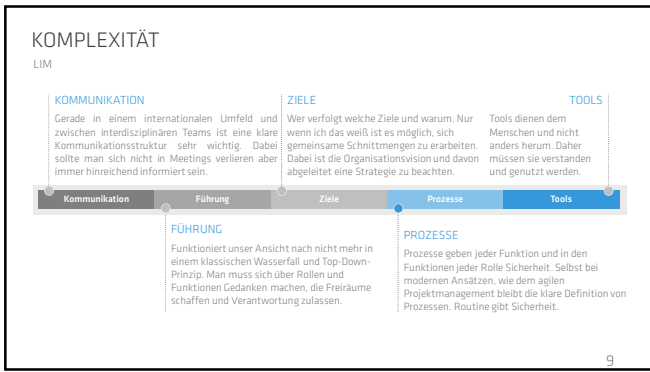 KOMPLEXITÄT
LIM
KOMMUNIKATION
Gerade in einem internationalen Umfeld und
zwischen interdisziplinären Teams ist eine klare
Kommunikationsstruktur sehr wichtig. Dabei
sollte man sich nicht in Meetings verlieren aber
immer hinreichend informiert sein.
ZIELE
Wer verfolgt welche Ziele und warum. Nur
wenn ich das weiß ist es möglich, sich
gemeinsame Schnittmengen zu erarbeiten.
Dabei ist die Organisationsvision und davon
abgeleitet eine Strategie zu beachten.
TOOLS
Tools dienen dem
Menschen und nicht
anders herum. Daher
müssen sie verstanden
und genutzt werden.
Kommunikation
Führung
Ziele
Prozesse
Tools
FÜHRUNG
Funktioniert unser Ansicht nach nicht mehr in
einem klassischen Wasserfall und Top-Down-
Prinzip. Man muss sich über Rollen und
Funktionen Gedanken machen, die Freiräume
schaffen und Verantwortung zulassen.
PROZESSE
Prozesse geben jeder Funktion und in den
Funktionen jeder Rolle Sicherheit. Selbst bei
modernen Ansätzen, wie dem agilen
Projektmanagement bleibt die klare Definition von
Prozessen. Routine gibt Sicherheit.
9